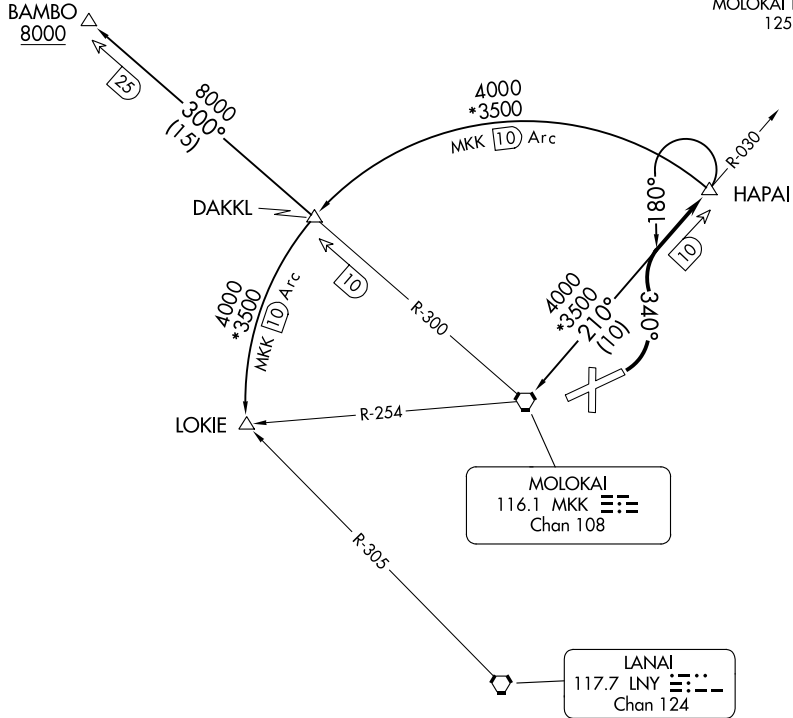 BAMBO
8000
MOLOKAI
125
25
8000
300°
(15)
4000
*3500
MKK 10 Arc
R-030
HAPAI
180°
10
DAKKL
10
4000
*3500
MKK 10 Arc
R-300
4000
*3500
210°
(10)
340°
LOKIE
R-254
MOLOKAI
116.1 MKK
Chan 108
R-305
LANAI
117.7 LNY
Chan 124